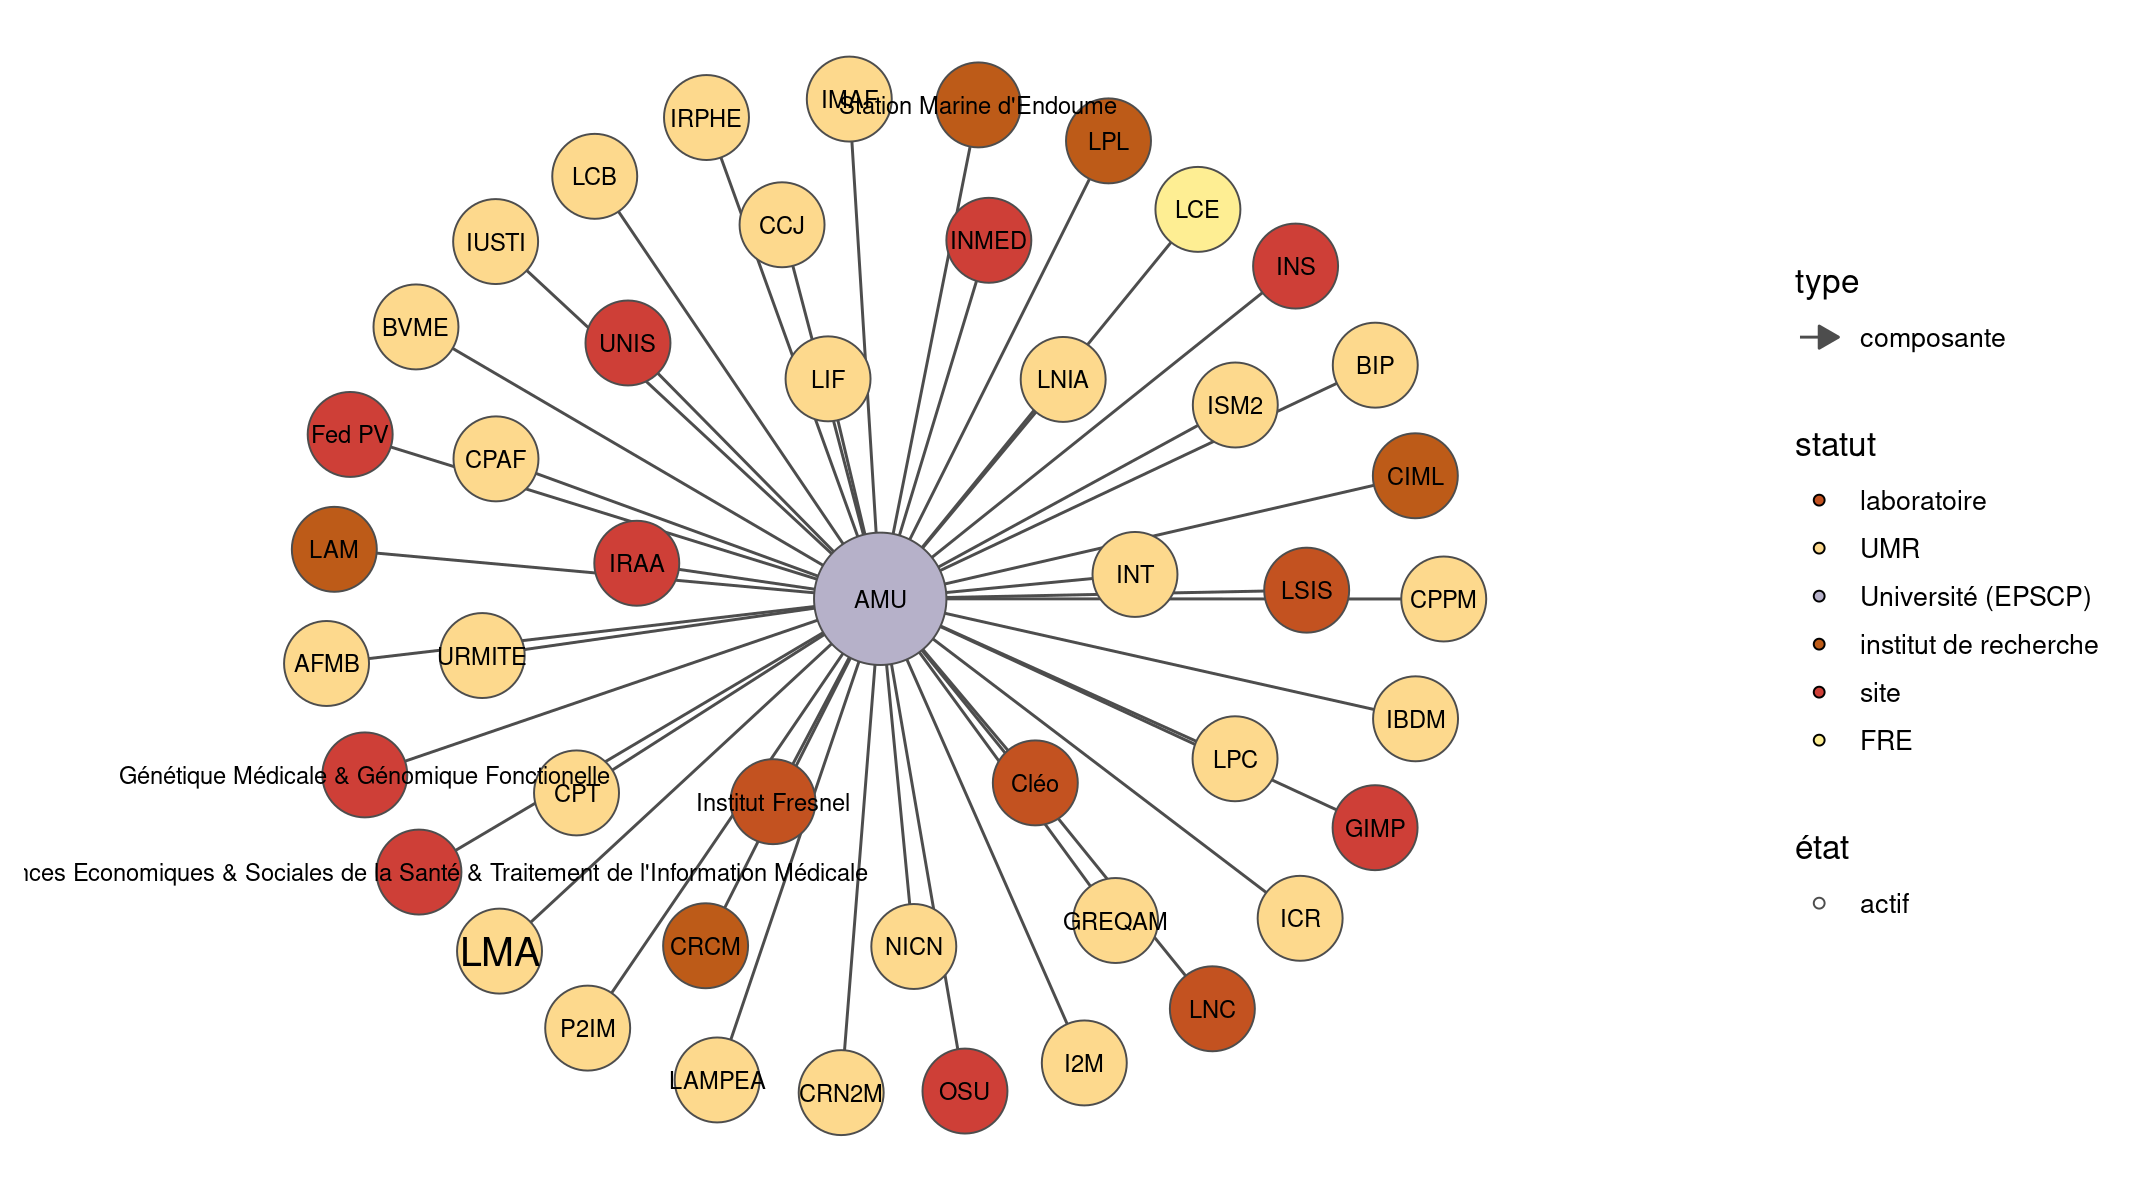 IMAF
Station Marine d'Endoume
IRPHE
LPL
LCB
LCE
CCJ
INMED
IUSTI
INS
BVME
UNIS
BIP
LIF
LNIA
ISM2
Fed PV
CPAF
CIML
LAM
IRAA
INT
LSIS
AMU
CPPM
AFMB
URMITE
IBDM
LPC
Génétique Médicale & Génomique Fonctionelle
CPT
Institut Fresnel
Cléo
GIMP
Economiques & Sociales de la Santé & Traitement de l'Information Médicale
LMA
CRCM
NICN
GREQAM
ICR
LNC
P2IM
LAMPEA
CRN2M
OSU
I2M
type
composante
statut
laboratoire
UMR
Université (EPSCP)
institut de recherche
site
FRE
état
actif